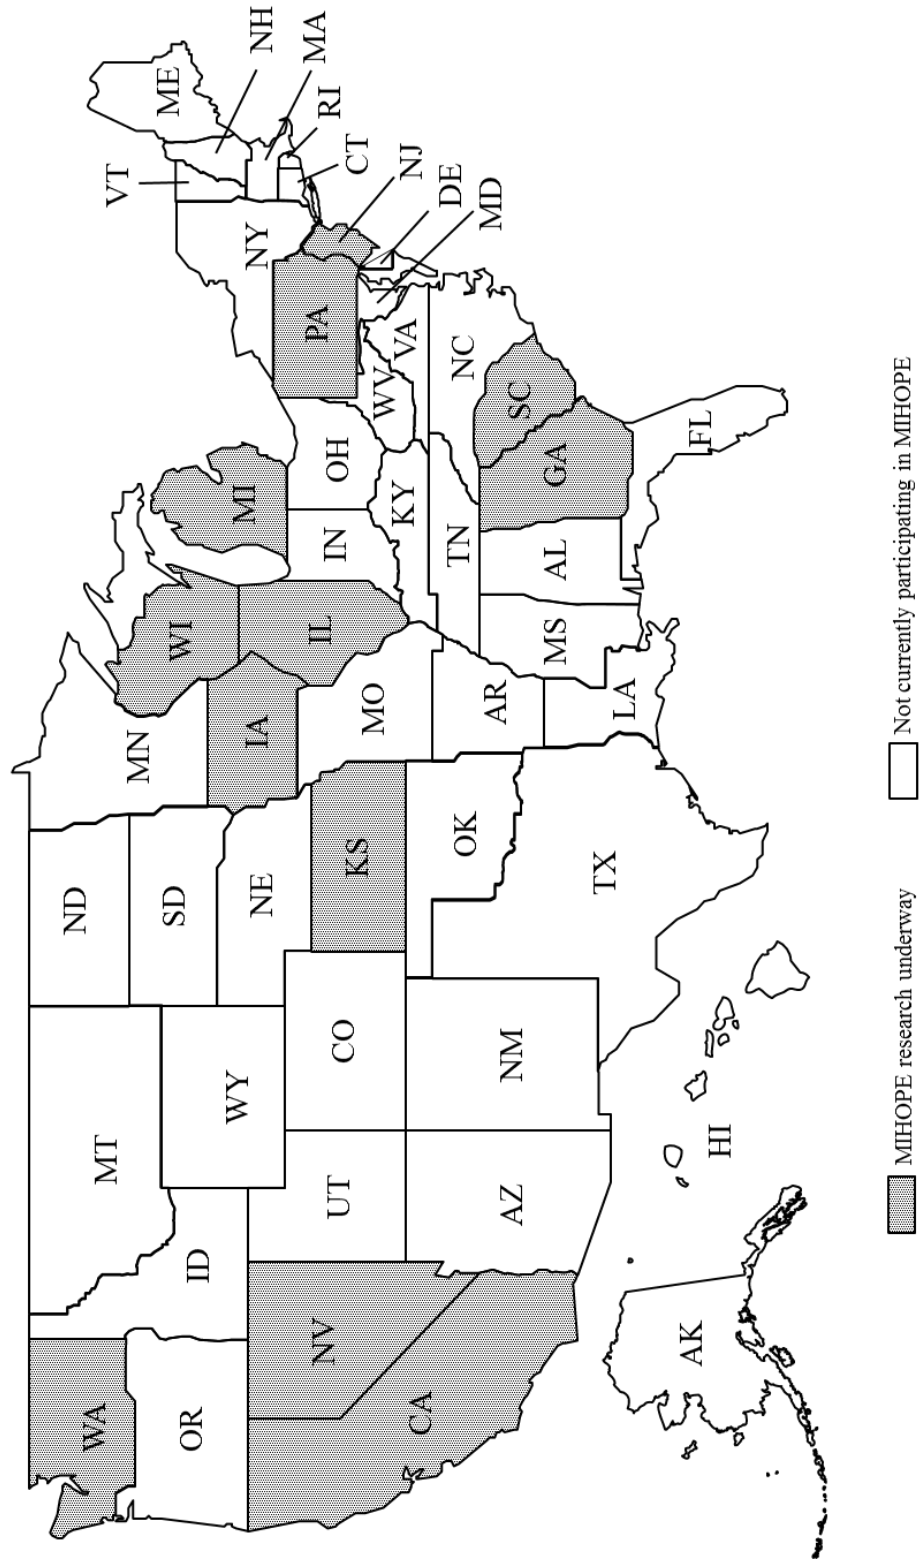 WA
MT
ND
MN
ME
VT
NH
MA
RI
CT
NJ
DE
MD
OR
ID
WY
SD
WI
MI
NY
PA
IA
NE
NV
UT
CO
KS
MO
IL
IN
OH
WV
VA
KY
CA
AZ
NM
OK
AR
TN
NC
SC
TX
LA
MS
AL
GA
FL
AK
HI
MIHOPE research underway
Not currently participating in MIHOPE